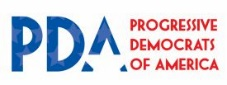 PDA
PROGRESSIVE
DEMOCRATS
OF AMERICA